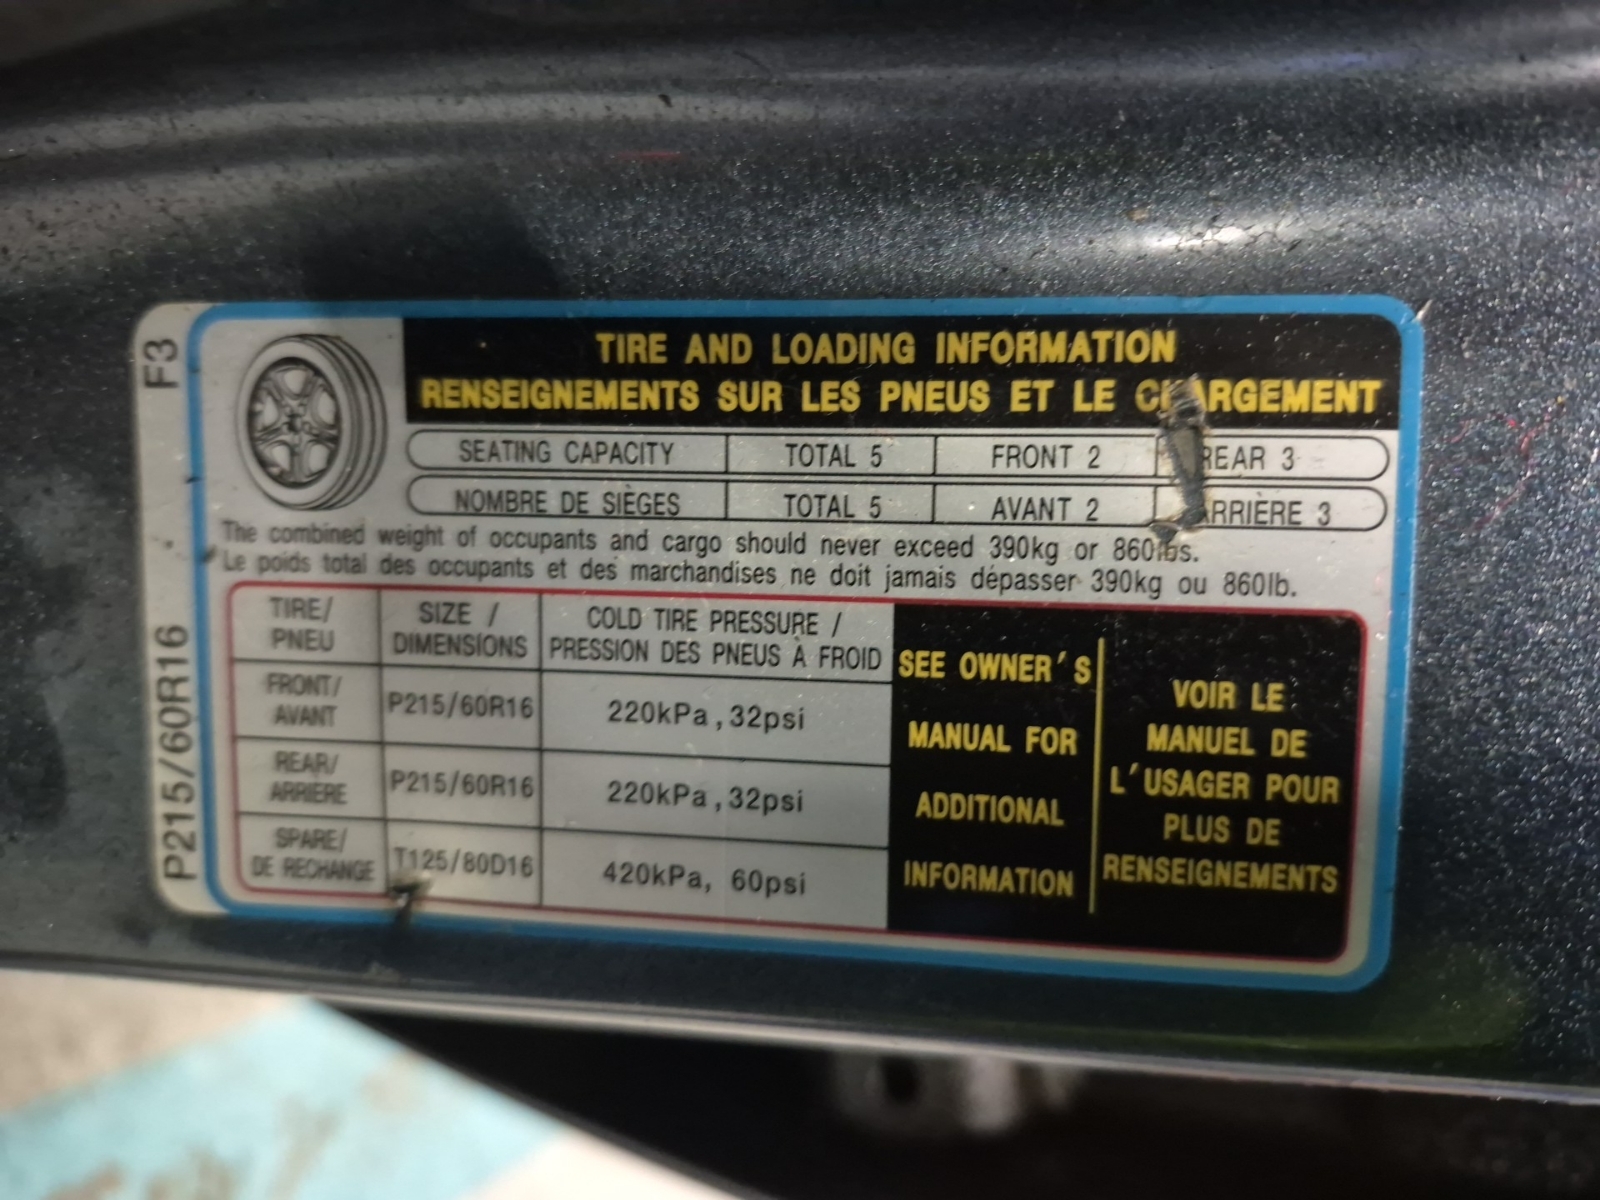 F3
P215/60R16
TIRE AND LOADING INFORMATION
RENSEIGNEMENTS SUR LES PNEUS ET LE CHARGEMENT
SEATING CAPACITY TOTAL 5 FRONT 2 REAR 3
NOMBRE DE SIÈGES TOTAL 5 AVANT 2 ARRIÈRE 3
The combined weight of occupants and cargo should never exceed 390kg or 860lbs.
Le poids total des occupants et des marchandises ne doit jamais dépasser 390kg ou 860lb.
TIRE/ SIZE / COLD TIRE PRESSURE /
PNEU DIMENSIONS PRESSION DES PNEUS À FROID
FRONT/
AVANT P215/60R16 220kPa, 32psi
REAR/
ARRIÈRE P215/60R16 220kPa, 32psi
SPARE/
DE RECHANGE T125/80D16 420kPa, 60psi
SEE OWNER'S
MANUAL FOR
ADDITIONAL
INFORMATION
VOIR LE
MANUEL DE
L'USAGER POUR
PLUS DE
RENSEIGNEMENTS